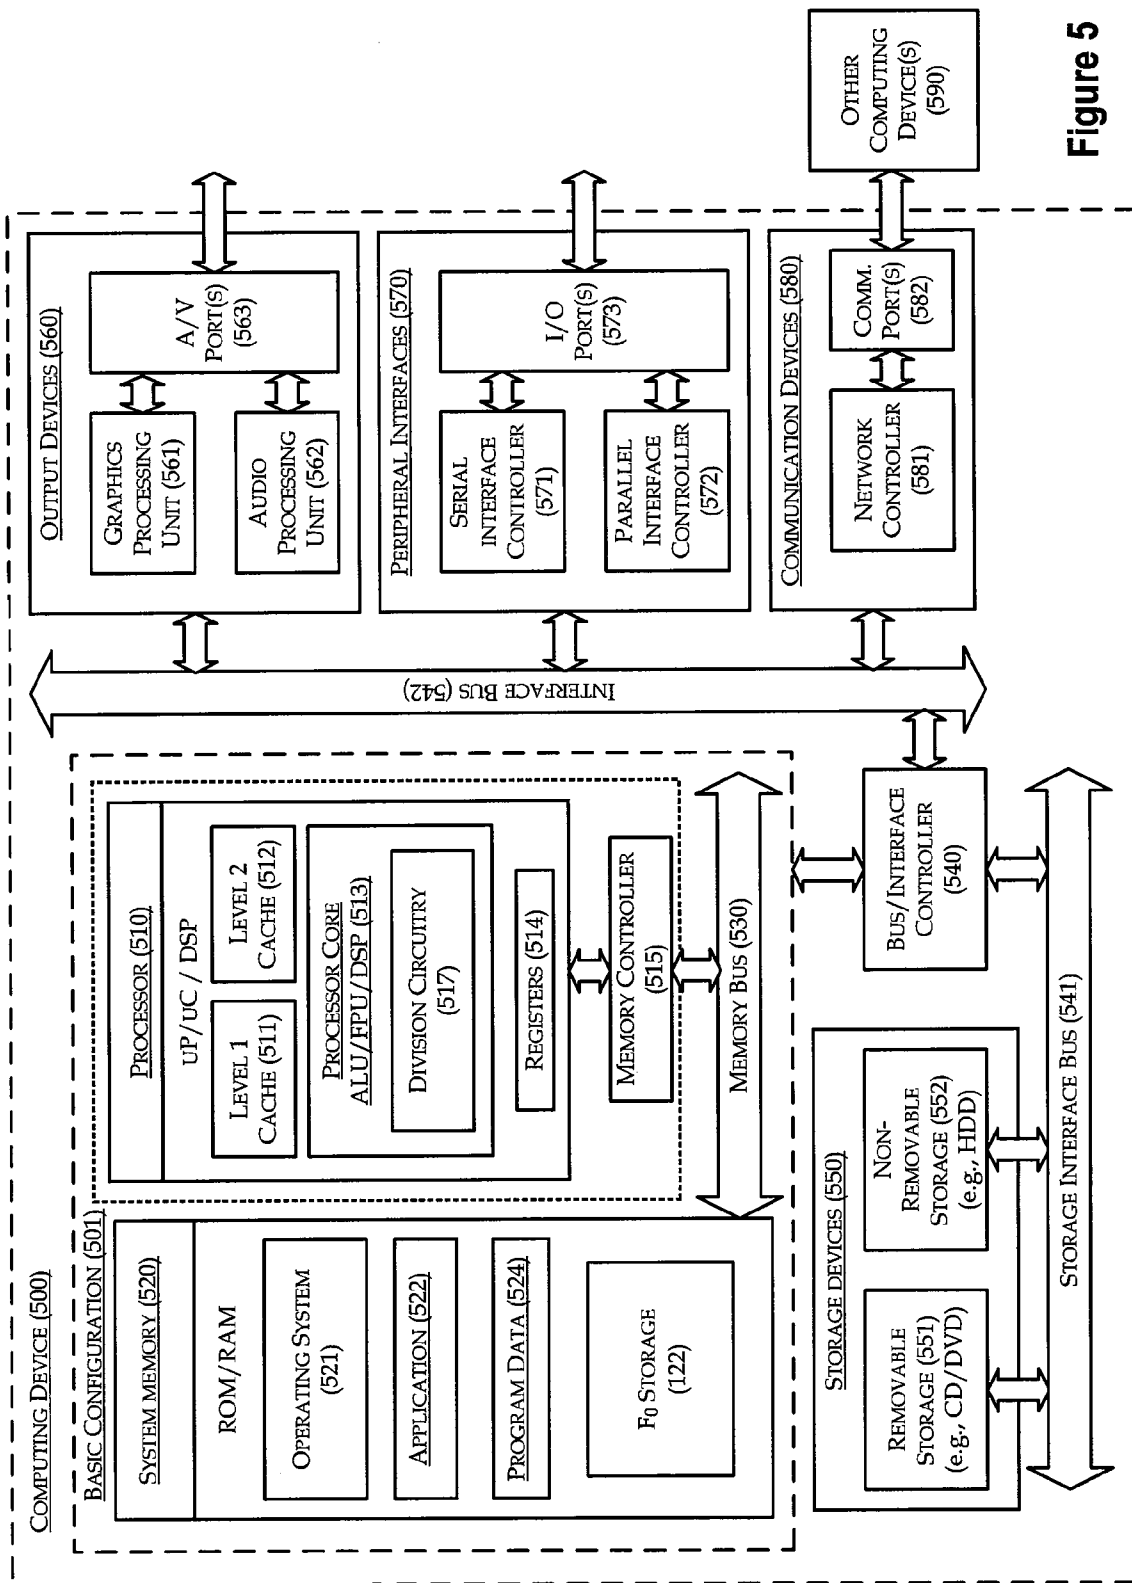 COMPUTING DEVICE (500)
BASIC CONFIGURATION (501)
SYSTEM MEMORY (520)
ROM/RAM
OPERATING SYSTEM
(521)
APPLICATION (522)
PROGRAM DATA (524)
F0 STORAGE
(122)
PROCESSOR (510)
UP/UC / DSP
LEVEL 1
CACHE (511)
LEVEL 2
CACHE (512)
PROCESSOR CORE
ALU/FPU/DSP (513)
DIVISION CIRCUITRY
(517)
REGISTERS (514)
MEMORY CONTROLLER
(515)
MEMORY BUS (530)
INTERFACE BUS (542)
OUTPUT DEVICES (560)
GRAPHICS
PROCESSING
UNIT (561)
AUDIO
PROCESSING
UNIT (562)
A/V
PORT(S)
(563)
PERIPHERAL INTERFACES (570)
SERIAL
INTERFACE
CONTROLLER
(571)
PARALLEL
INTERFACE
CONTROLLER
(572)
I/O
PORT(S)
(573)
COMMUNICATION DEVICES (580)
NETWORK
CONTROLLER
(581)
COMM.
PORT(S)
(582)
OTHER
COMPUTING
DEVICE(S)
(590)
BUS/INTERFACE
CONTROLLER
(540)
STORAGE DEVICES (550)
REMOVABLE
STORAGE (551)
(e.g., CD/DVD)
NON-
REMOVABLE
STORAGE (552)
(e.g., HDD)
STORAGE INTERFACE BUS (541)
Figure 5